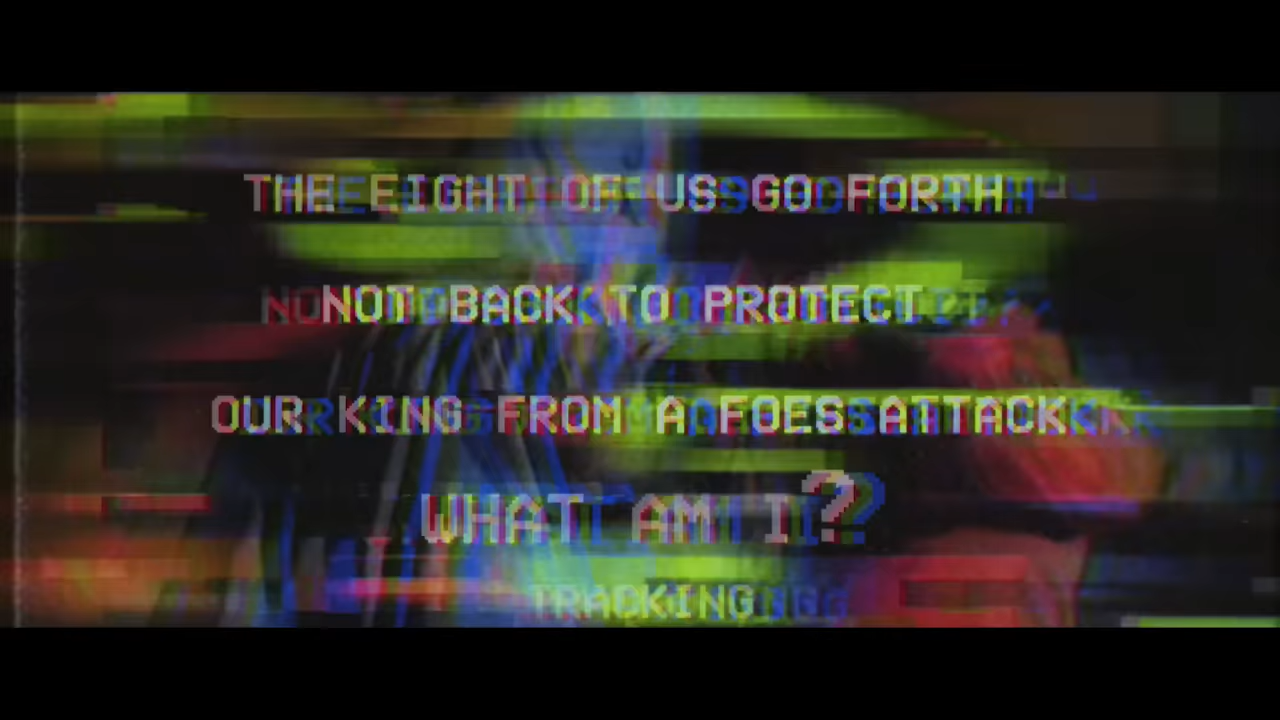 THE EIGHT OF US GO FORTH
NOT BACK TO PROTECT
OUR KING FROM A FOES ATTACK
WHAT AM I?
TRACKING